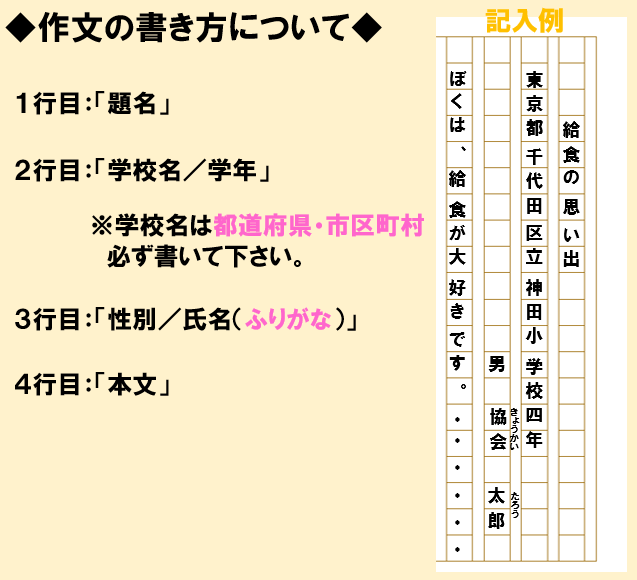 ◆作文の書き方について◆
1行目:「題名」
2行目:「学校名／学年」
※学校名は都道府県・市区町村
必ず書いて下さい。
3行目:「性別／氏名(ふりがな)」
4行目:「本文」
記入例
給食の思い出
東京都千代田区立神田小学校四年
きょうかい たろう
男 協会 太郎
ぼくは、給食が大好きです。・・・・・・